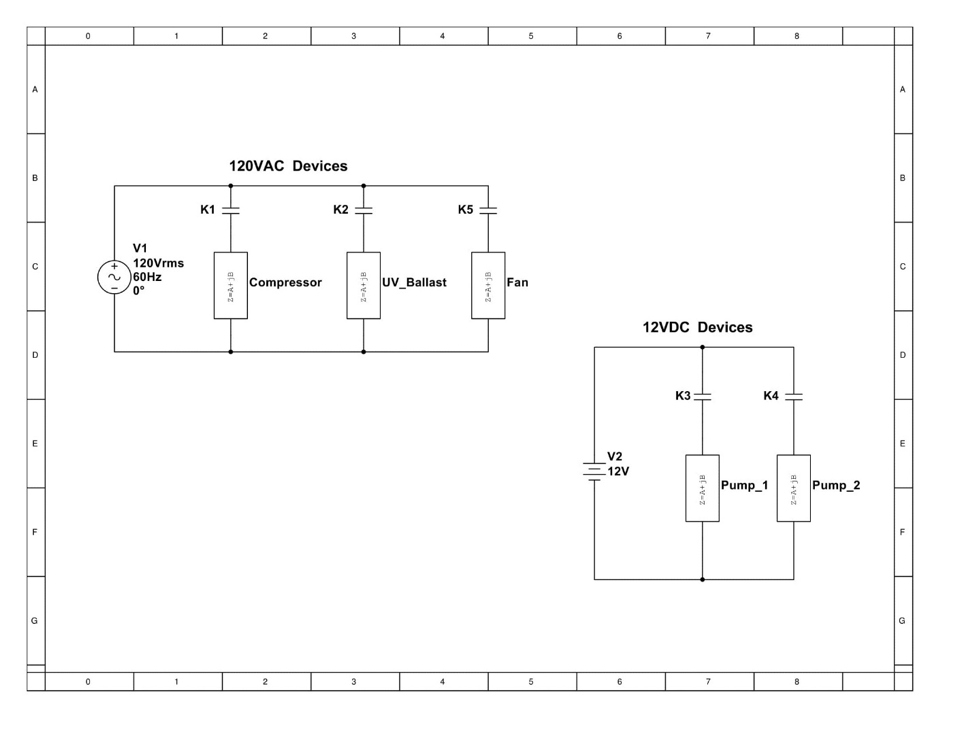 0 1 2 3 4 5 6 7 8
A A
120VAC Devices
B B
K1 K2 K5
V1
120Vrms
60Hz
0°
C C
Z=A+jB Compressor Z=A+jB UV_Ballast Z=A+jB Fan
12VDC Devices
D D
K3 K4
E E
V2
12V
Z=A+jB Pump_1 Z=A+jB Pump_2
F F
G G
0 1 2 3 4 5 6 7 8